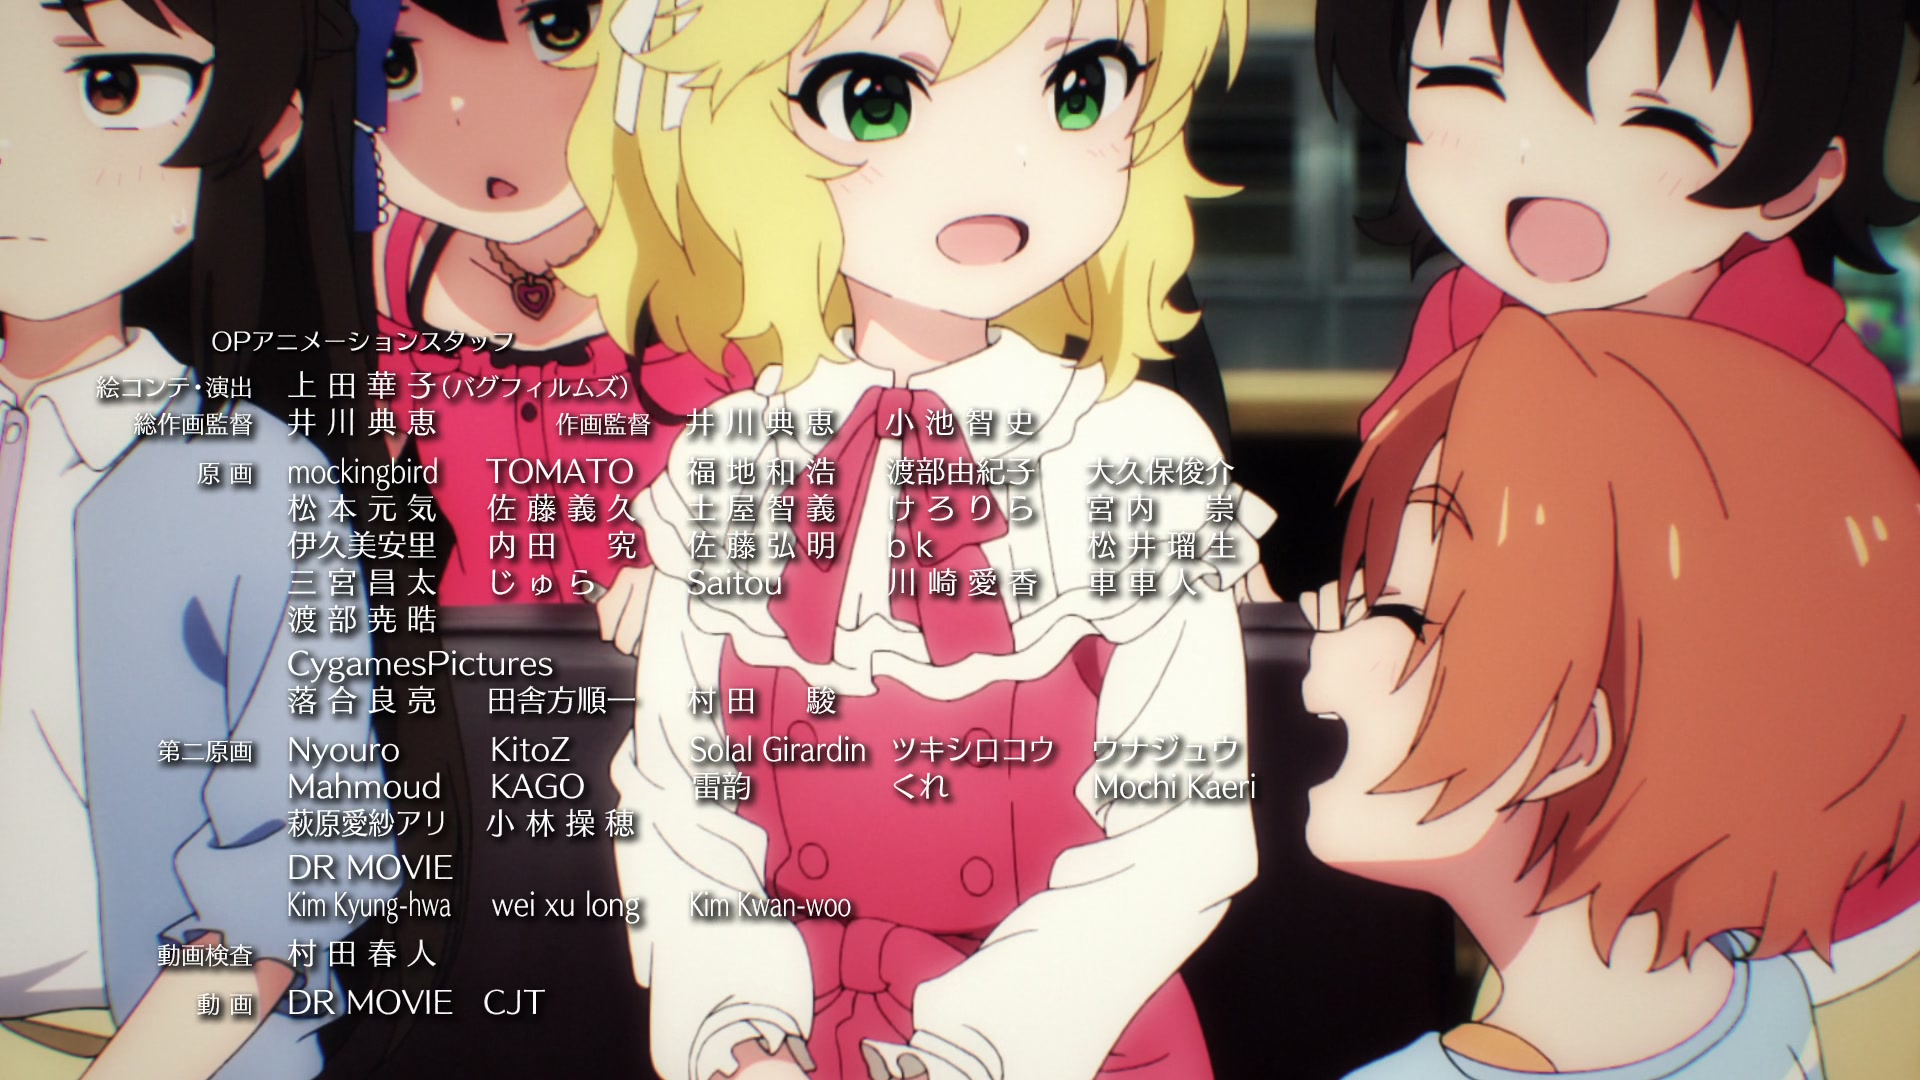 OPアニメーションスタッフ
絵コンテ・演出 上田華子(バグフィルムズ)
総作画監督 井川典恵 作画監督 井川典恵 小池智史
原画 mockingbird TOMATO 福地和浩 渡部由紀子 大久保俊介
松本元気 佐藤義久 土屋智義 けろりら 宮内崇
伊久美安里 内田究 佐藤弘明 bk 松井瑠生
三宮昌太 じゅら Saitou 川崎愛香 車車人
渡部尭晧
CygamesPictures
落合良亮 田舎方順一 村田駿
第二原画 Nyouro KitoZ Solal Girardin ツキシロコウ ウナジュウ
Mahmoud KAGO 雷韵 くれ Mochi Kaeri
萩原愛紗アリ 小林操穂
DR MOVIE
Kim Kyung-hwa wei xu long Kim Kwan-woo
動画検査 村田春人
動画 DR MOVIE CJT